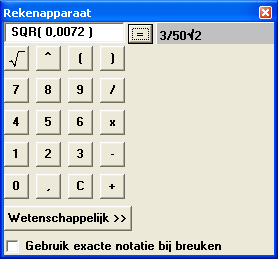 Rekenapparaat
SQR( 0,0072 ) = 3/50√2
√ ^ ( )
7 8 9 /
4 5 6 x
1 2 3 -
0 , C +
Wetenschappelijk >>
Gebruik exacte notatie bij breuken